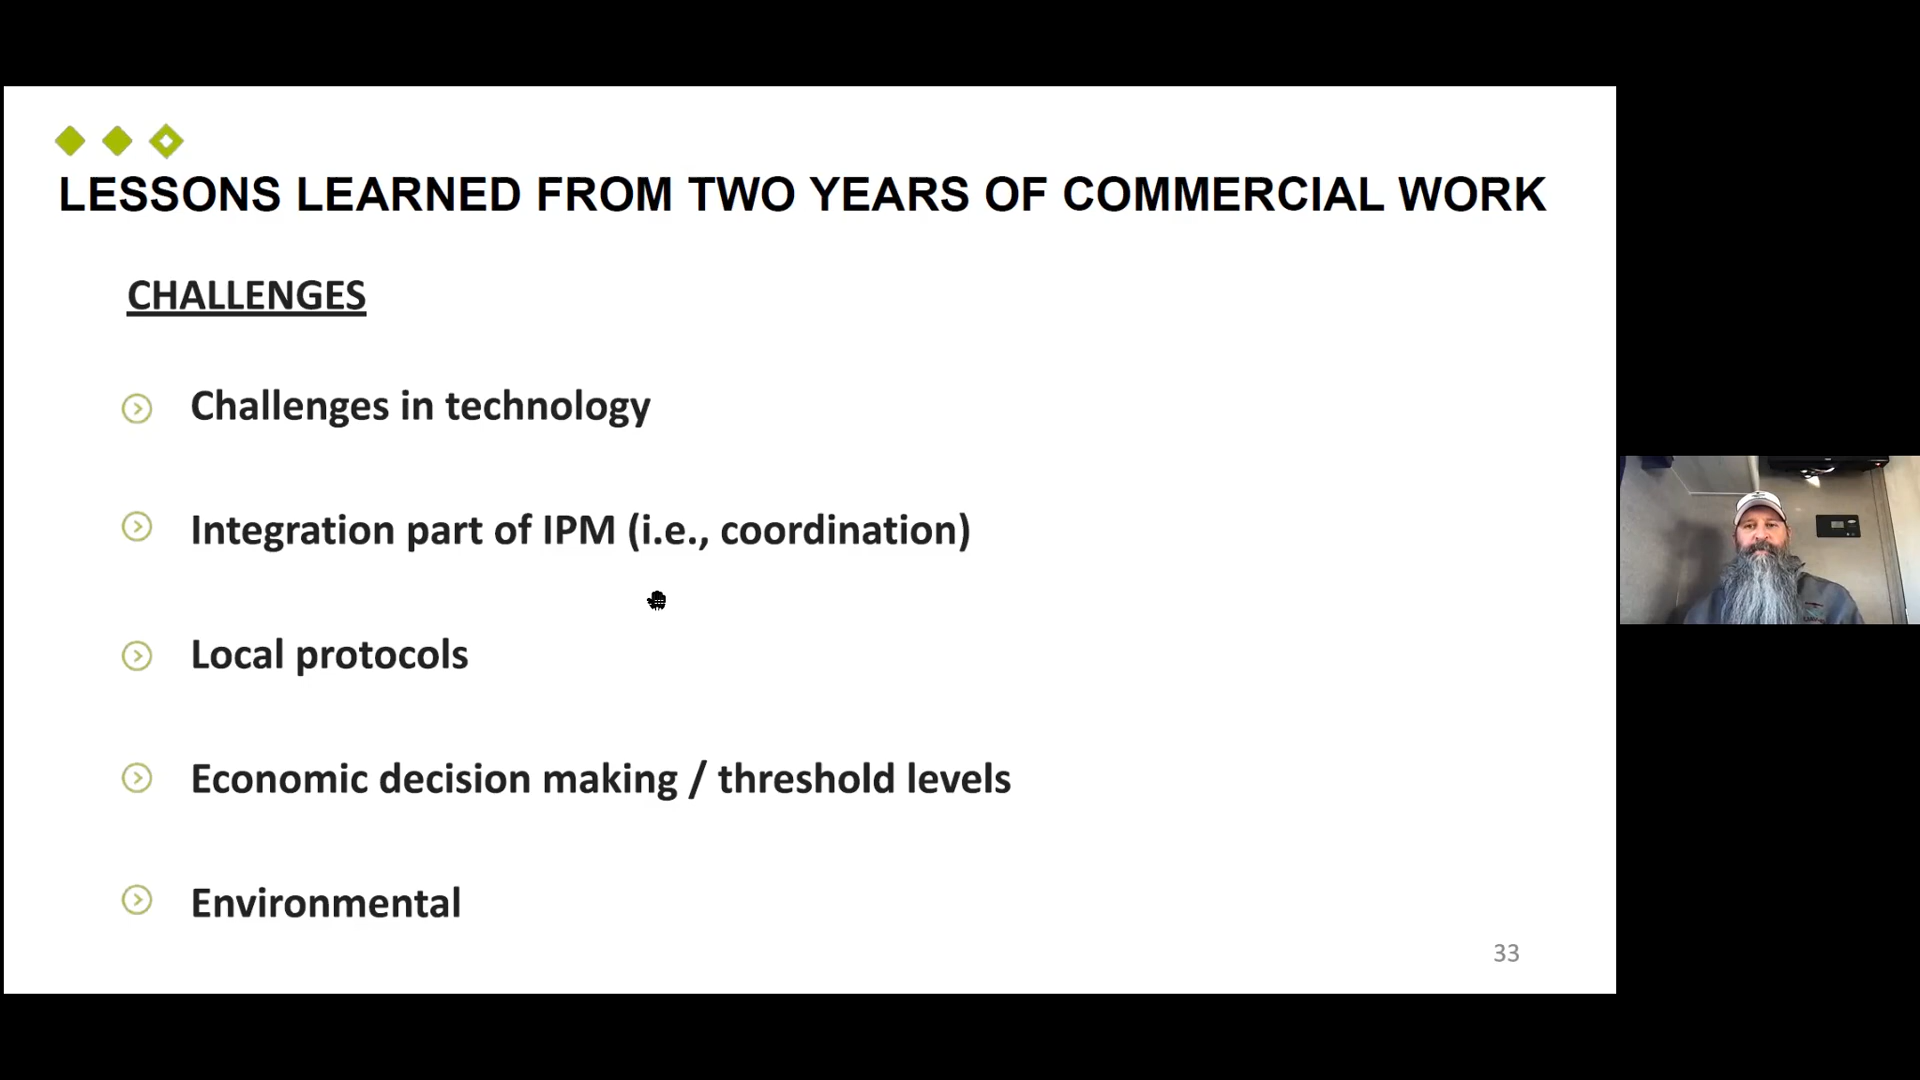 LESSONS LEARNED FROM TWO YEARS OF COMMERCIAL WORK
CHALLENGES
Challenges in technology
Integration part of IPM (i.e., coordination)
Local protocols
Economic decision making / threshold levels
Environmental
33